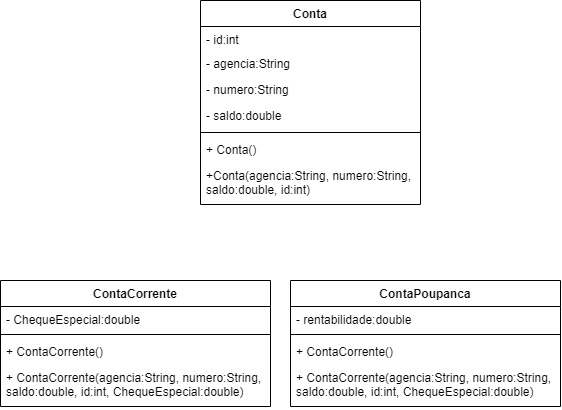 Conta
- id:int
- agencia:String
- numero:String
- saldo:double
+ Conta()
+Conta(agencia:String, numero:String,
saldo:double, id:int)
ContaCorrente
- ChequeEspecial:double
+ ContaCorrente()
+ ContaCorrente(agencia:String, numero:String,
saldo:double, id:int, ChequeEspecial:double)
ContaPoupanca
- rentabilidade:double
+ ContaCorrente()
+ ContaCorrente(agencia:String, numero:String,
saldo:double, id:int, ChequeEspecial:double)